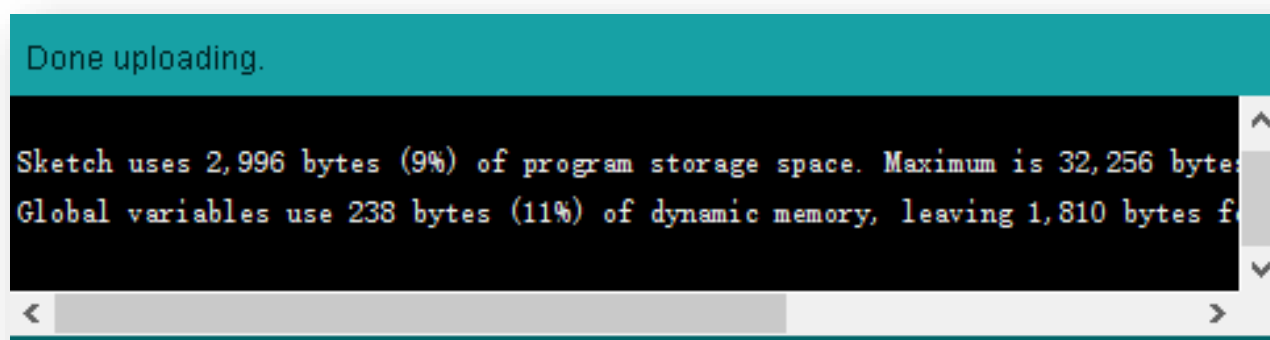 Done uploading.
Sketch uses 2,996 bytes (9%) of program storage space. Maximum is 32,256 byte
Global variables use 238 bytes (11%) of dynamic memory, leaving 1,810 bytes f